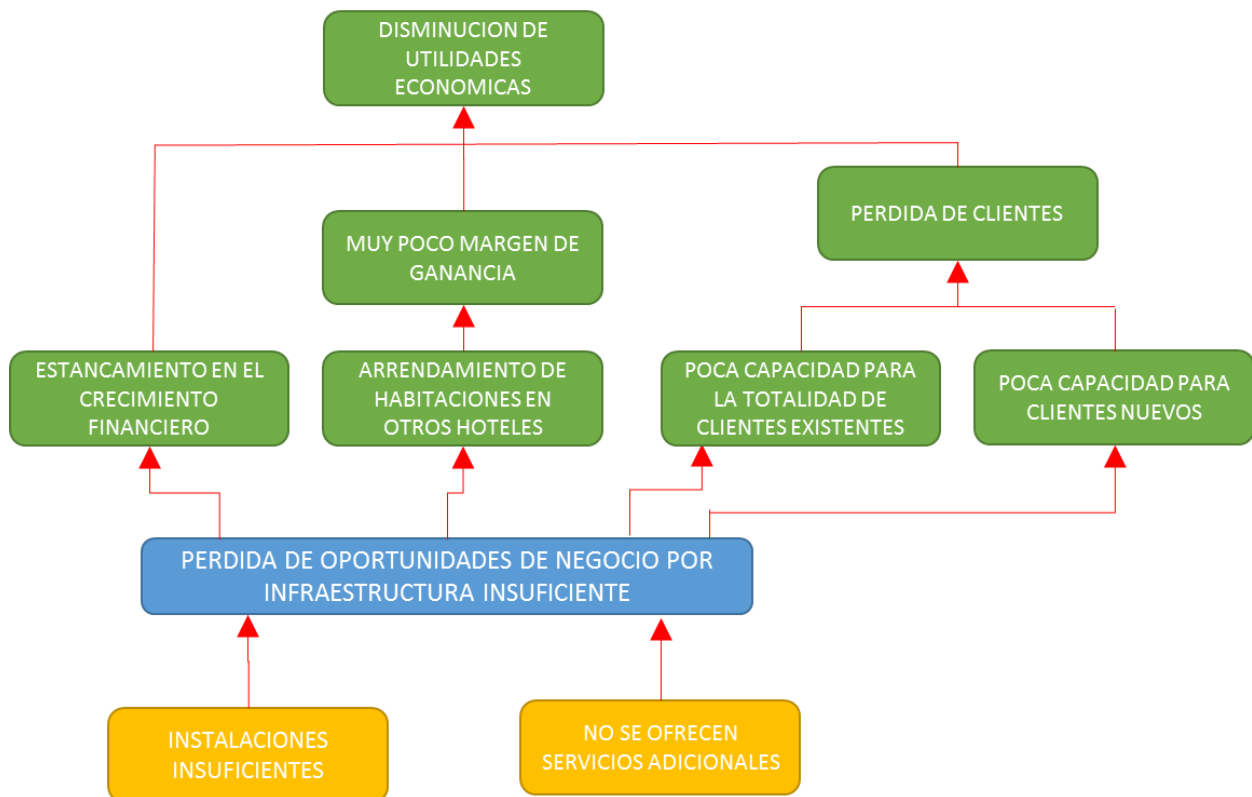 DISMINUCION DE
UTILIDADES
ECONOMICAS
PERDIDA DE CLIENTES
MUY POCO MARGEN DE
GANANCIA
ESTANCAMIENTO EN EL
CRECIMIENTO
FINANCIERO
ARRENDAMIENTO DE
HABITACIONES EN
OTROS HOTELES
POCA CAPACIDAD PARA
LA TOTALIDAD DE
CLIENTES EXISTENTES
POCA CAPACIDAD PARA
CLIENTES NUEVOS
PERDIDA DE OPORTUNIDADES DE NEGOCIO POR
INFRAESTRUCTURA INSUFICIENTE
INSTALACIONES
INSUFICIENTES
NO SE OFRECEN
SERVICIOS ADICIONALES